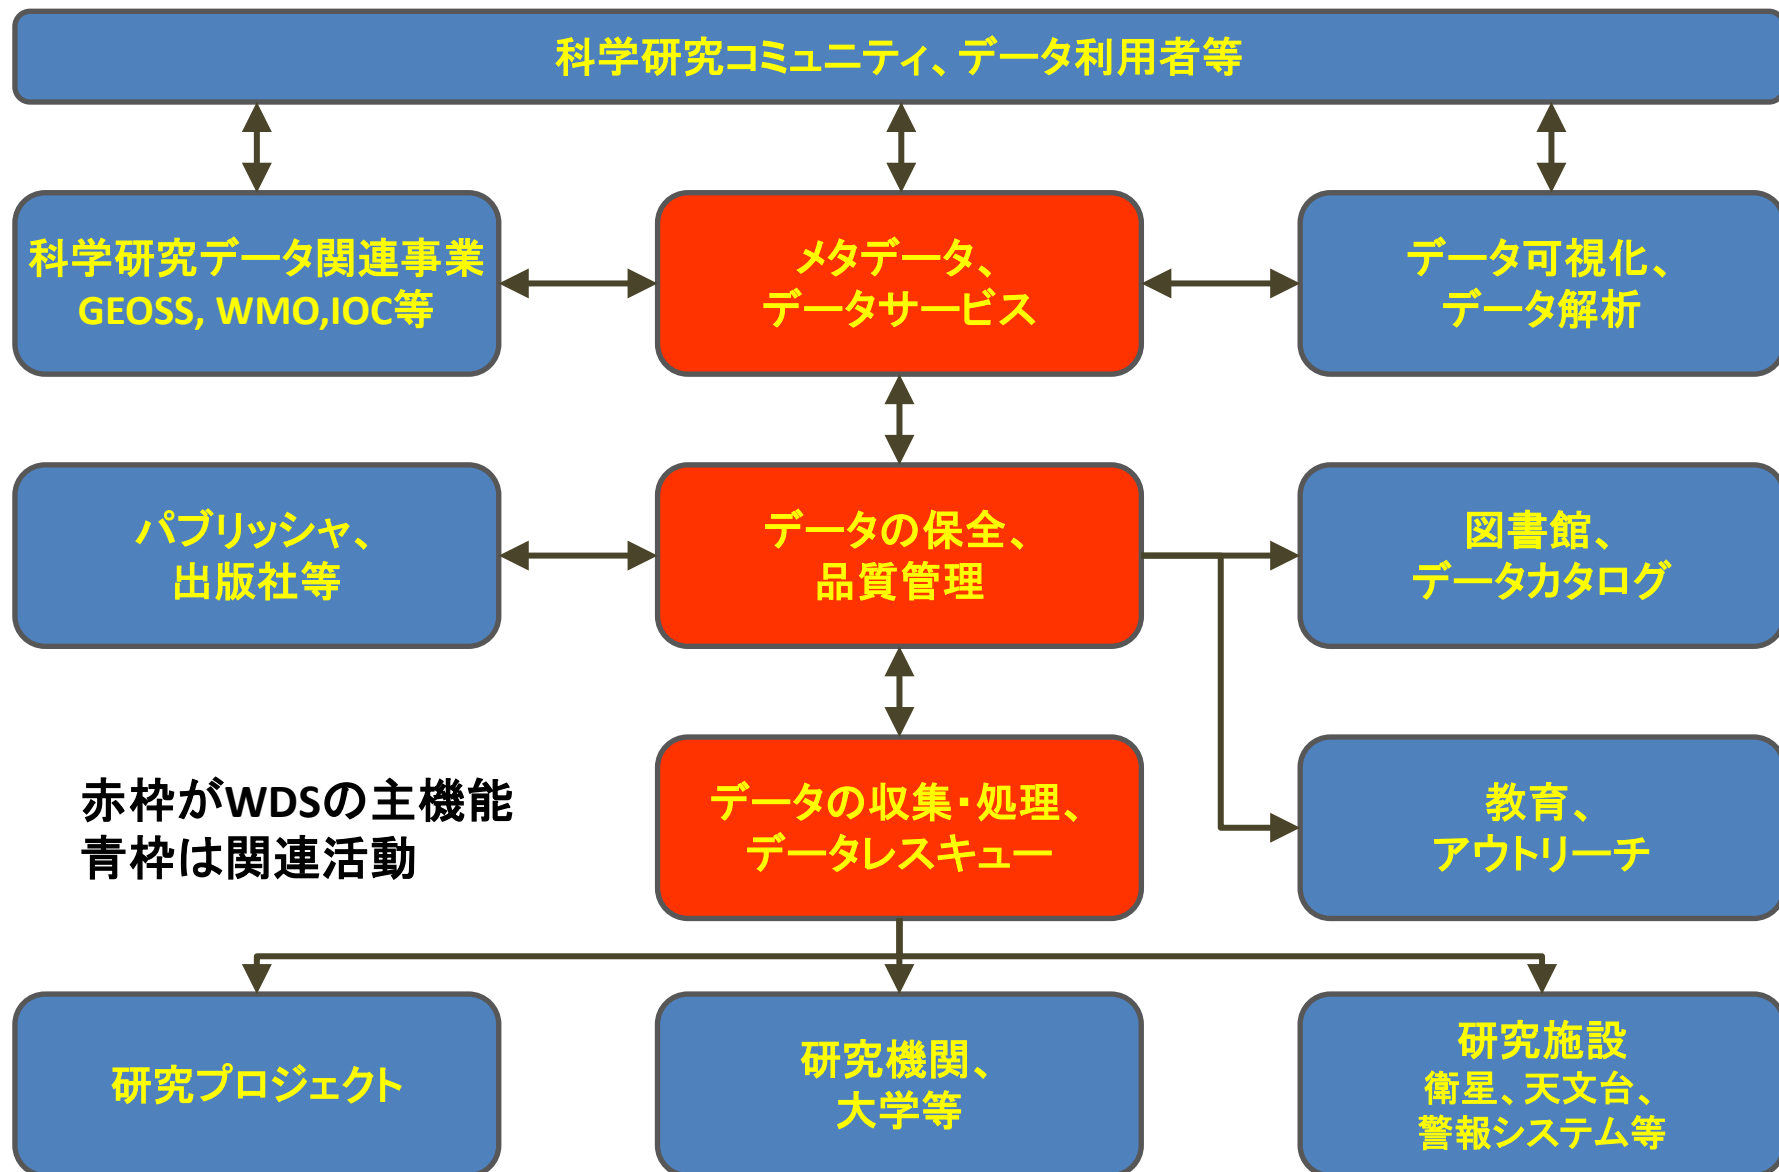 科学研究コミュニティ、データ利用者等
科学研究データ関連事業
GEOSS, WMO,IOC等
メタデータ、
データサービス
データ可視化、
データ解析
パブリッシャ、
出版社等
データの保全、
品質管理
図書館、
データカタログ
赤枠がWDSの主機能
青枠は関連活動
データの収集・処理、
データレスキュー
教育、
アウトリーチ
研究プロジェクト
研究機関、
大学等
研究施設
衛星、天文台、
警報システム等